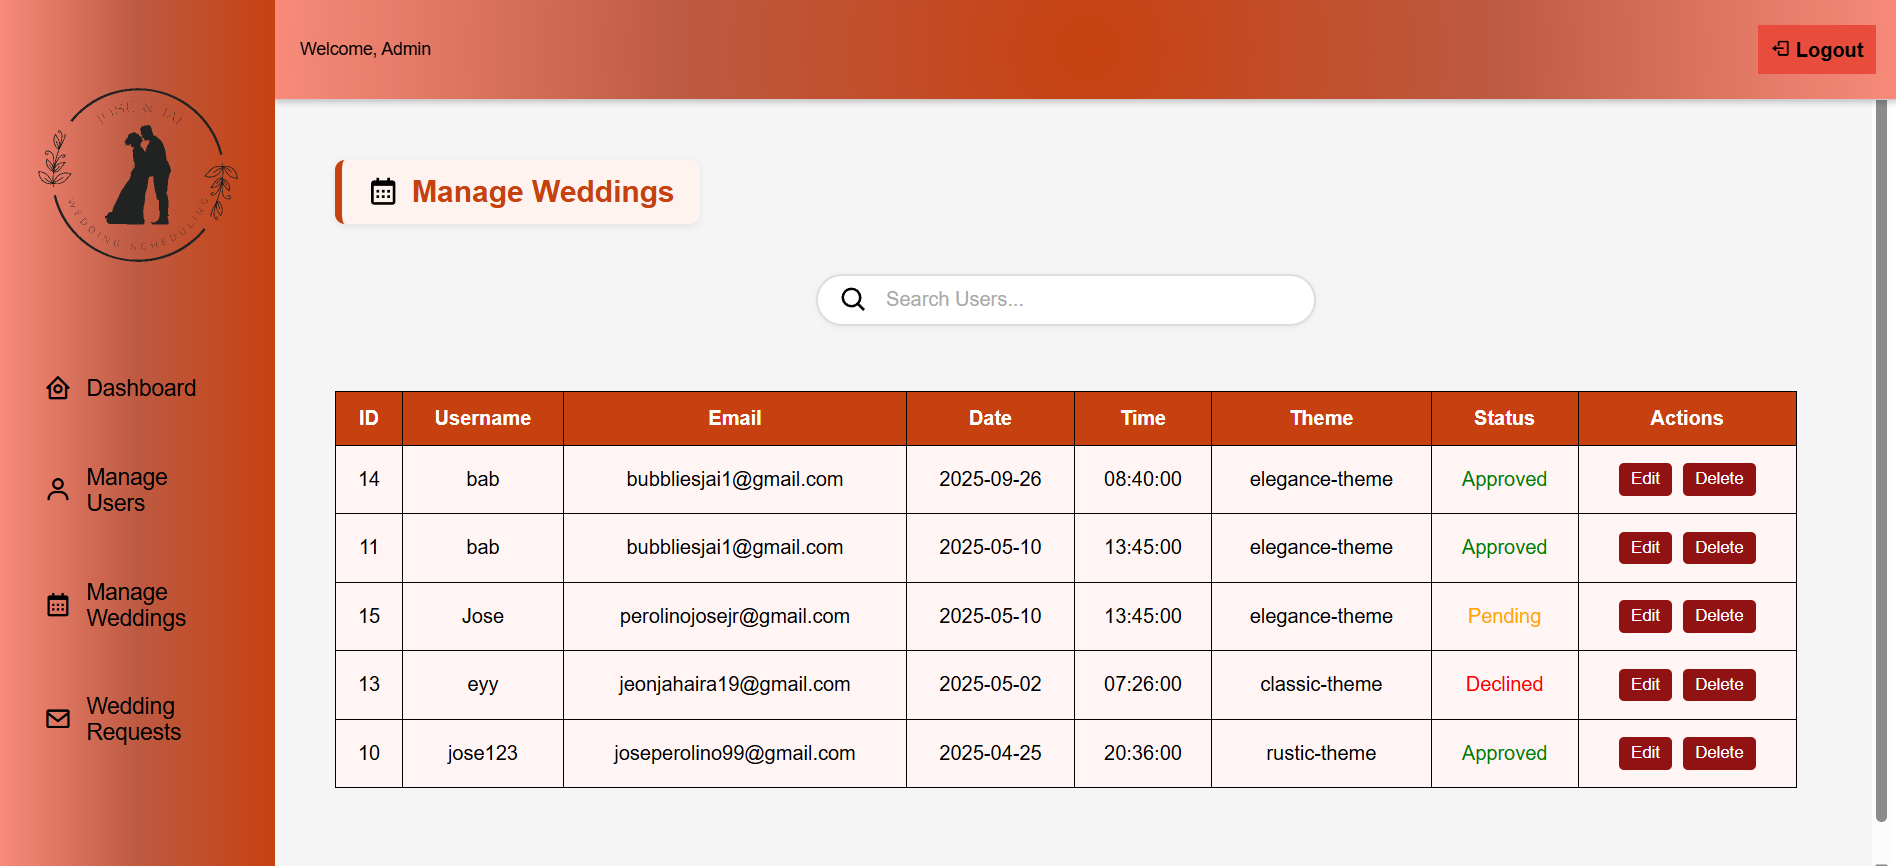 JOSE & JAI
WEDDING SCHEDULING
Dashboard
Manage
Users
Manage
Weddings
Wedding
Requests
Welcome, Admin
Logout
Manage Weddings
Search Users...
ID Username Email Date Time Theme Status Actions
14 bab bubbliesjai1@gmail.com 2025-09-26 08:40:00 elegance-theme Approved Edit Delete
11 bab bubbliesjai1@gmail.com 2025-05-10 13:45:00 elegance-theme Approved Edit Delete
15 Jose perolinojosejr@gmail.com 2025-05-10 13:45:00 elegance-theme Pending Edit Delete
13 eyy jeonjahaira19@gmail.com 2025-05-02 07:26:00 classic-theme Declined Edit Delete
10 jose123 joseperolino99@gmail.com 2025-04-25 20:36:00 rustic-theme Approved Edit Delete